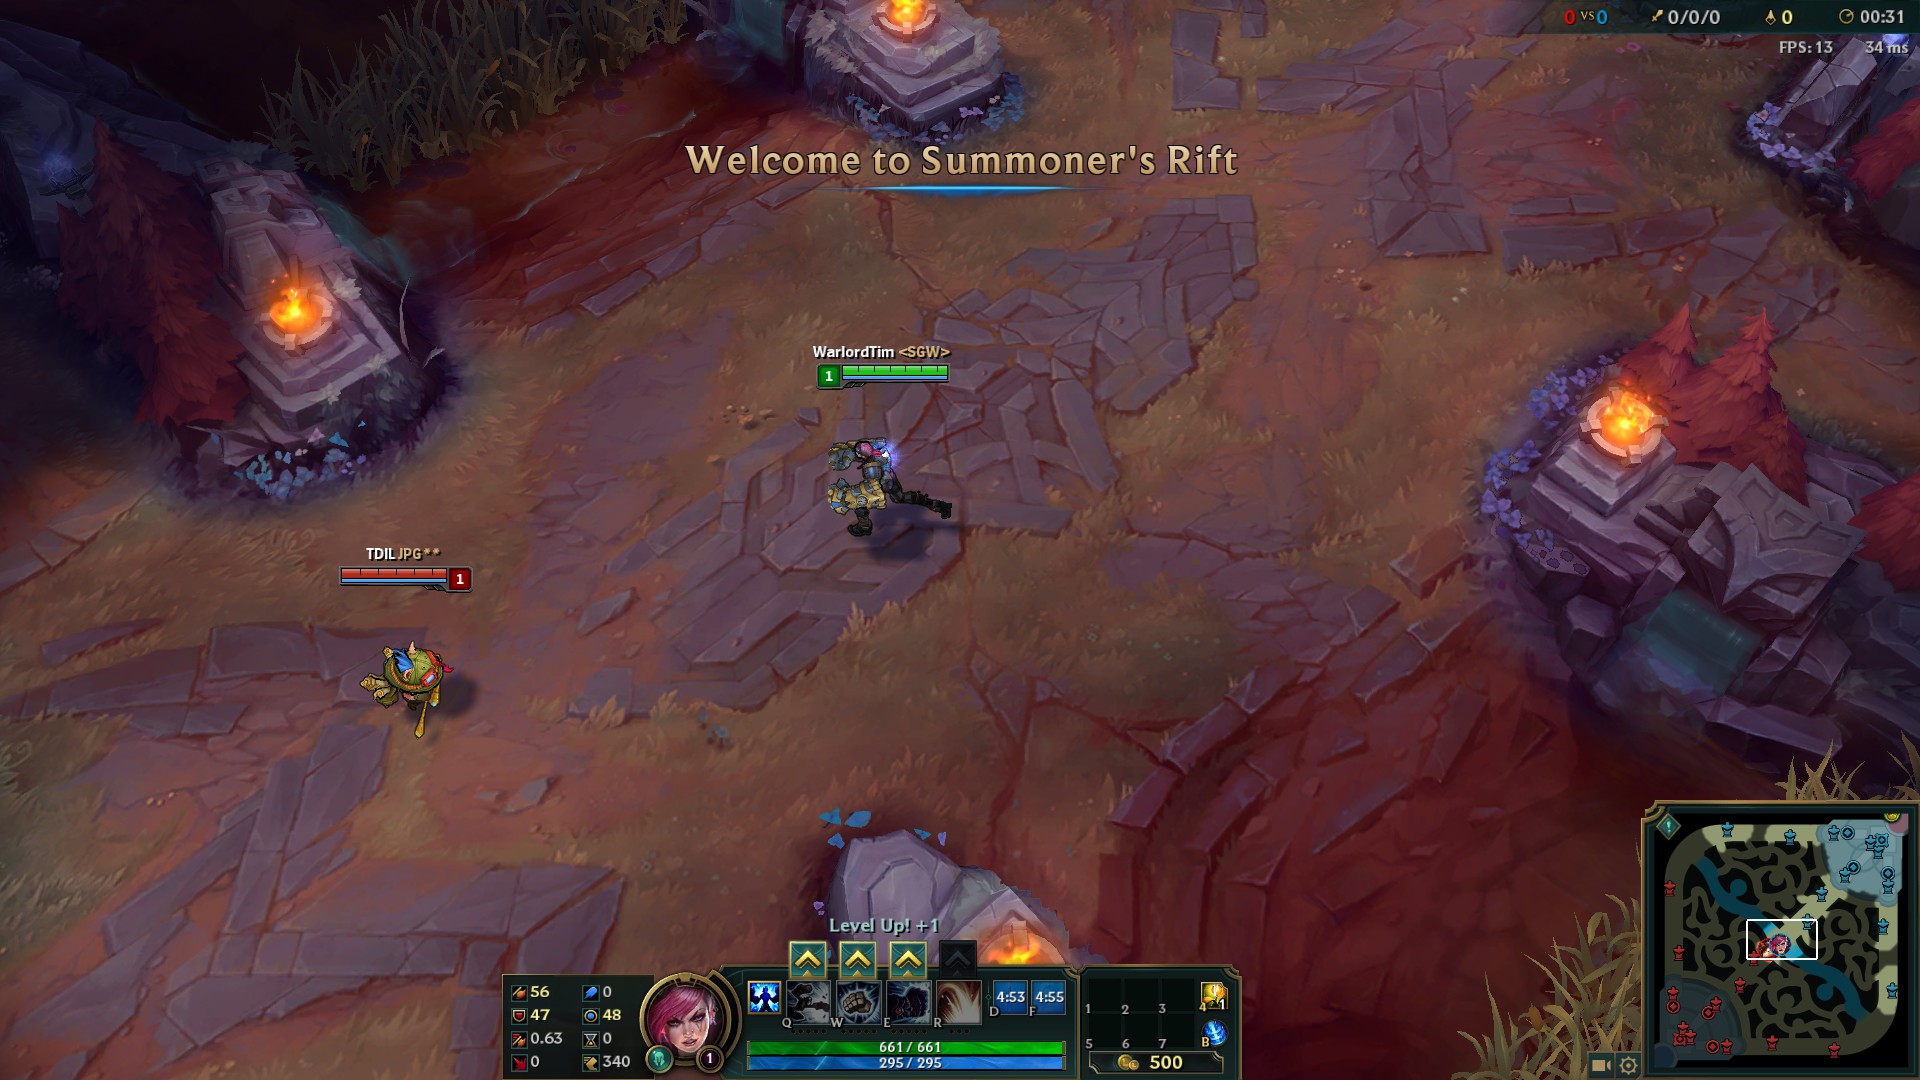 0 VS 0 0/0/0 0 00:31
FPS: 13 34 ms
Welcome to Summoner's Rift
WarlordTim <SGW>
1
TDILJPG**
1
Level Up! +1
56 0
47 48
0.63 0
0 340
1
Q W E R
4:53 4:55
D F
661 / 661
295 / 295
1 2 3 4 1
5 6 7 B
500